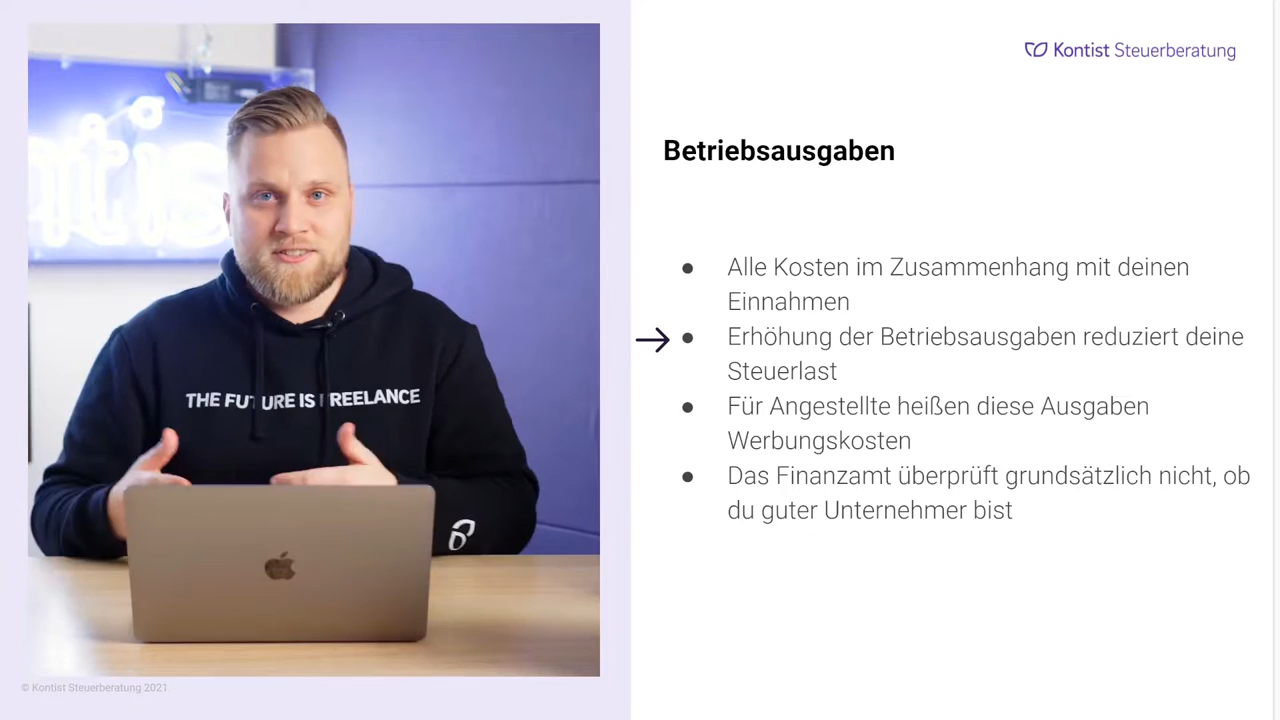 Kontist Steuerberatung
Betriebsausgaben
● Alle Kosten im Zusammenhang mit deinen
Einnahmen
→ ● Erhöhung der Betriebsausgaben reduziert deine
Steuerlast
● Für Angestellte heißen diese Ausgaben
Werbungskosten
● Das Finanzamt überprüft grundsätzlich nicht, ob
du guter Unternehmer bist
THE FUTURE IS FREELANCE
© Kontist Steuerberatung 2021